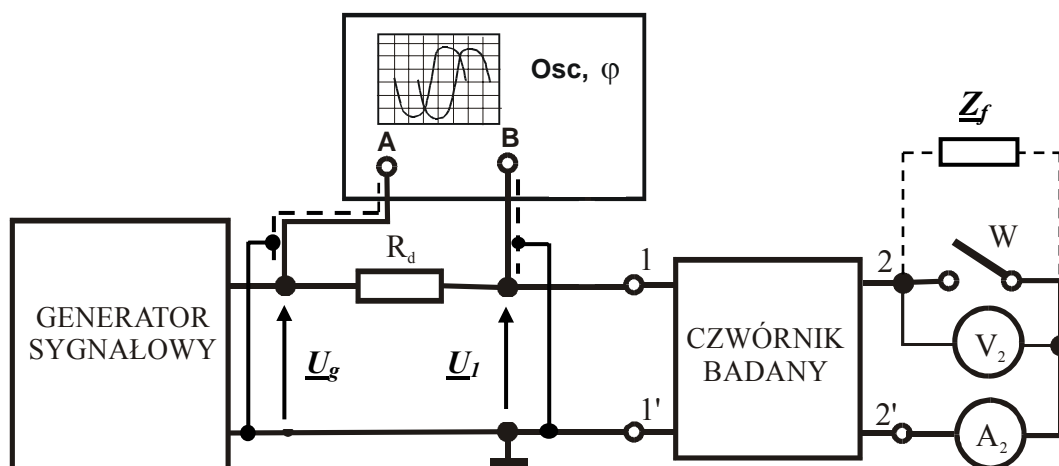 Osc, φ
A
B
Z_f
R_d
1
2
W
GENERATOR
SYGNAŁOWY
U_g
U_1
CZWÓRNIK
BADANY
V_2
1'
2'
A_2